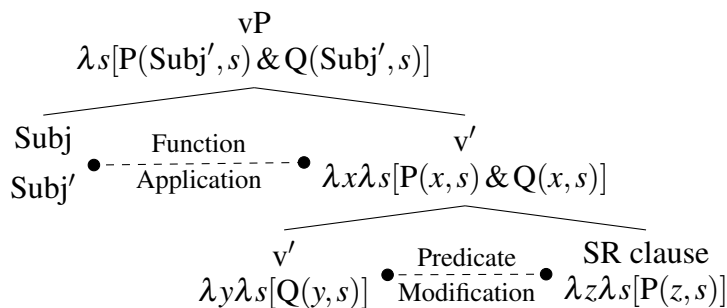 vP
λs[P(Subj′,s) & Q(Subj′,s)]
Subj
Subj′
Function
Application
v′
λxλs[P(x,s) & Q(x,s)]
v′
λyλs[Q(y,s)]
Predicate
Modification
SR clause
λzλs[P(z,s)]